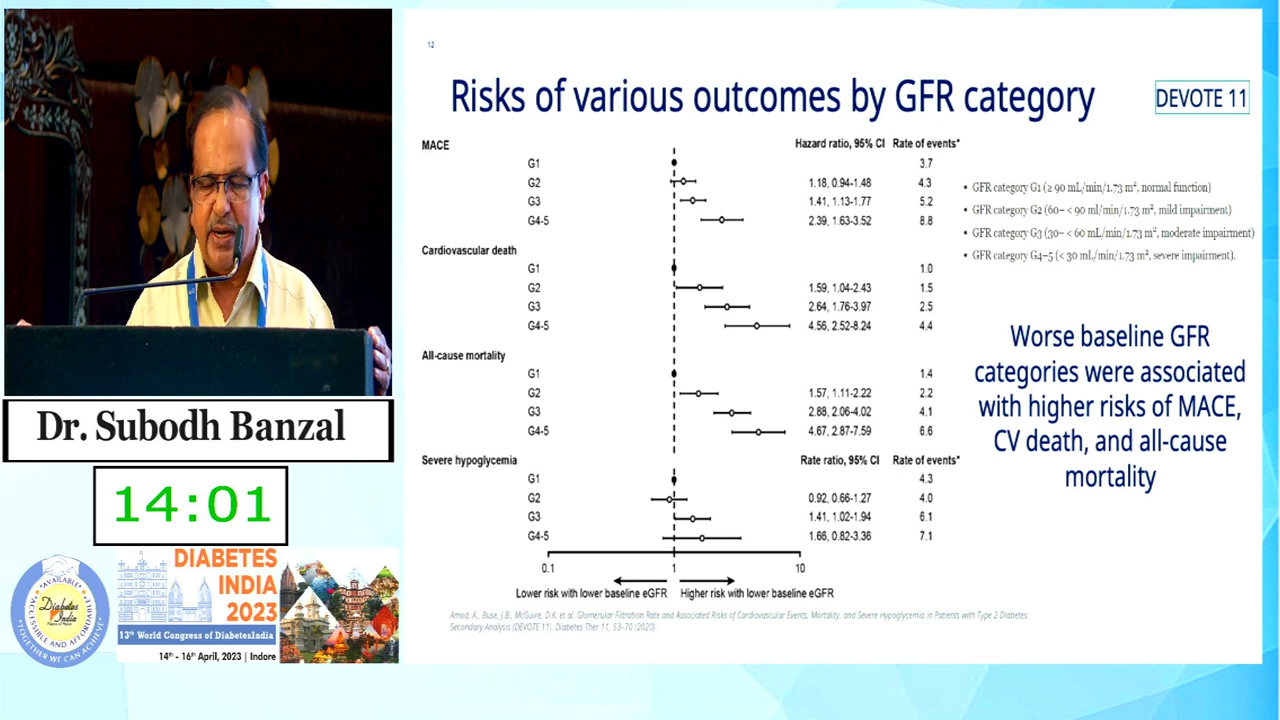 12
Risks of various outcomes by GFR category
DEVOTE 11
Hazard ratio, 95% CI Rate of events*
MACE
G1 3.7
G2 1.18, 0.94-1.48 4.3
G3 1.41, 1.13-1.77 5.2
G4-5 2.39, 1.63-3.52 8.8
Cardiovascular death
G1 1.0
G2 1.59, 1.04-2.43 1.5
G3 2.64, 1.76-3.97 2.5
G4-5 4.56, 2.52-8.24 4.4
All-cause mortality
G1 1.4
G2 1.57, 1.11-2.22 2.2
G3 2.88, 2.06-4.02 4.1
G4-5 4.67, 2.87-7.59 6.6
Severe hypoglycemia Rate ratio, 95% CI Rate of events*
G1 4.3
G2 0.92, 0.66-1.27 4.0
G3 1.41, 1.02-1.94 6.1
G4-5 1.66, 0.82-3.36 7.1
0.1 1 10
Lower risk with lower baseline eGFR Higher risk with lower baseline eGFR
• GFR category G1 (≥ 90 mL/min/1.73 m², normal function)
• GFR category G2 (60– < 90 ml/min/1.73 m², mild impairment)
• GFR category G3 (30– < 60 mL/min/1.73 m², moderate impairment)
• GFR category G4–5 (< 30 mL/min/1.73 m², severe impairment).
Worse baseline GFR
categories were associated
with higher risks of MACE,
CV death, and all-cause
mortality
Amod, A., Buse, J.B., McGuire, D.K. et al. Glomerular Filtration Rate and Associated Risks of Cardiovascular Events, Mortality, and Severe Hypoglycemia in Patients with Type 2 Diabetes:
Secondary Analysis (DEVOTE 11). Diabetes Ther 11, 53–70 (2020).
Dr. Subodh Banzal
14:01
AVAILABLE
Diabetes
India
ACCESSIBLE AND AFFORDABLE
TOGETHER WE CAN ACHIEVE
DIABETES
INDIA
2023
13th World Congress of DiabetesIndia
14th - 16th April, 2023 | Indore